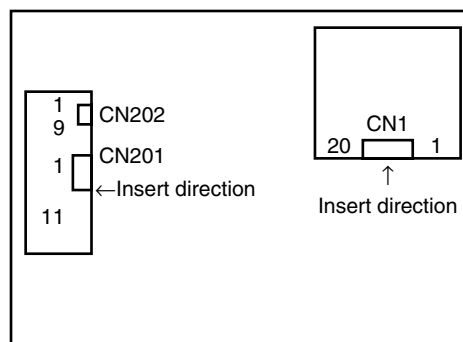 1
CN202
9
CN201
1
←Insert direction
11
CN1
20 1
↑
Insert direction